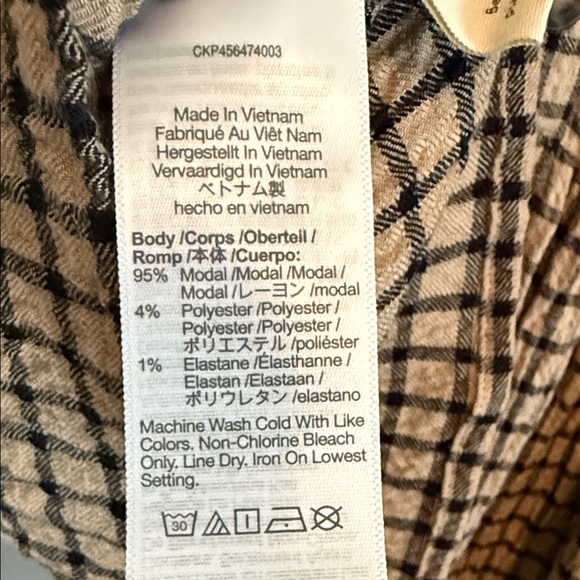 CKP456474003
Made In Vietnam
Fabriqué Au Viêt Nam
Hergestellt In Vietnam
Vervaardigd In Vietnam
ベトナム製
hecho en vietnam
Body /Corps /Oberteil /
Romp /本体 /Cuerpo:
95% Modal /Modal /Modal /
Modal /レーヨン /modal
4% Polyester /Polyester /
Polyester /Polyester /
ポリエステル /poliéster
1% Elastane /Élasthanne /
Elastan /Elastaan /
ポリウレタン /elastano
Machine Wash Cold With Like
Colors. Non-Chlorine Bleach
Only. Line Dry. Iron On Lowest
Setting.
30